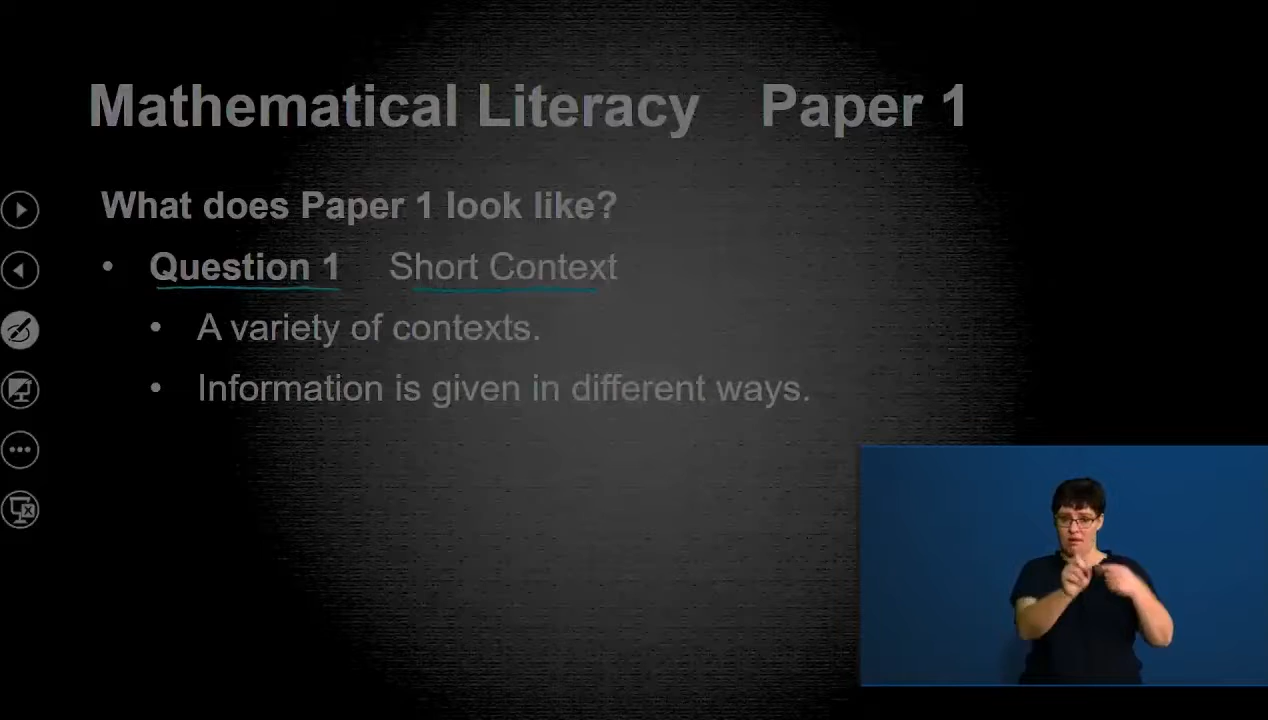 Mathematical Literacy Paper 1
What does Paper 1 look like?
• Question 1 Short Context
• A variety of contexts.
• Information is given in different ways.